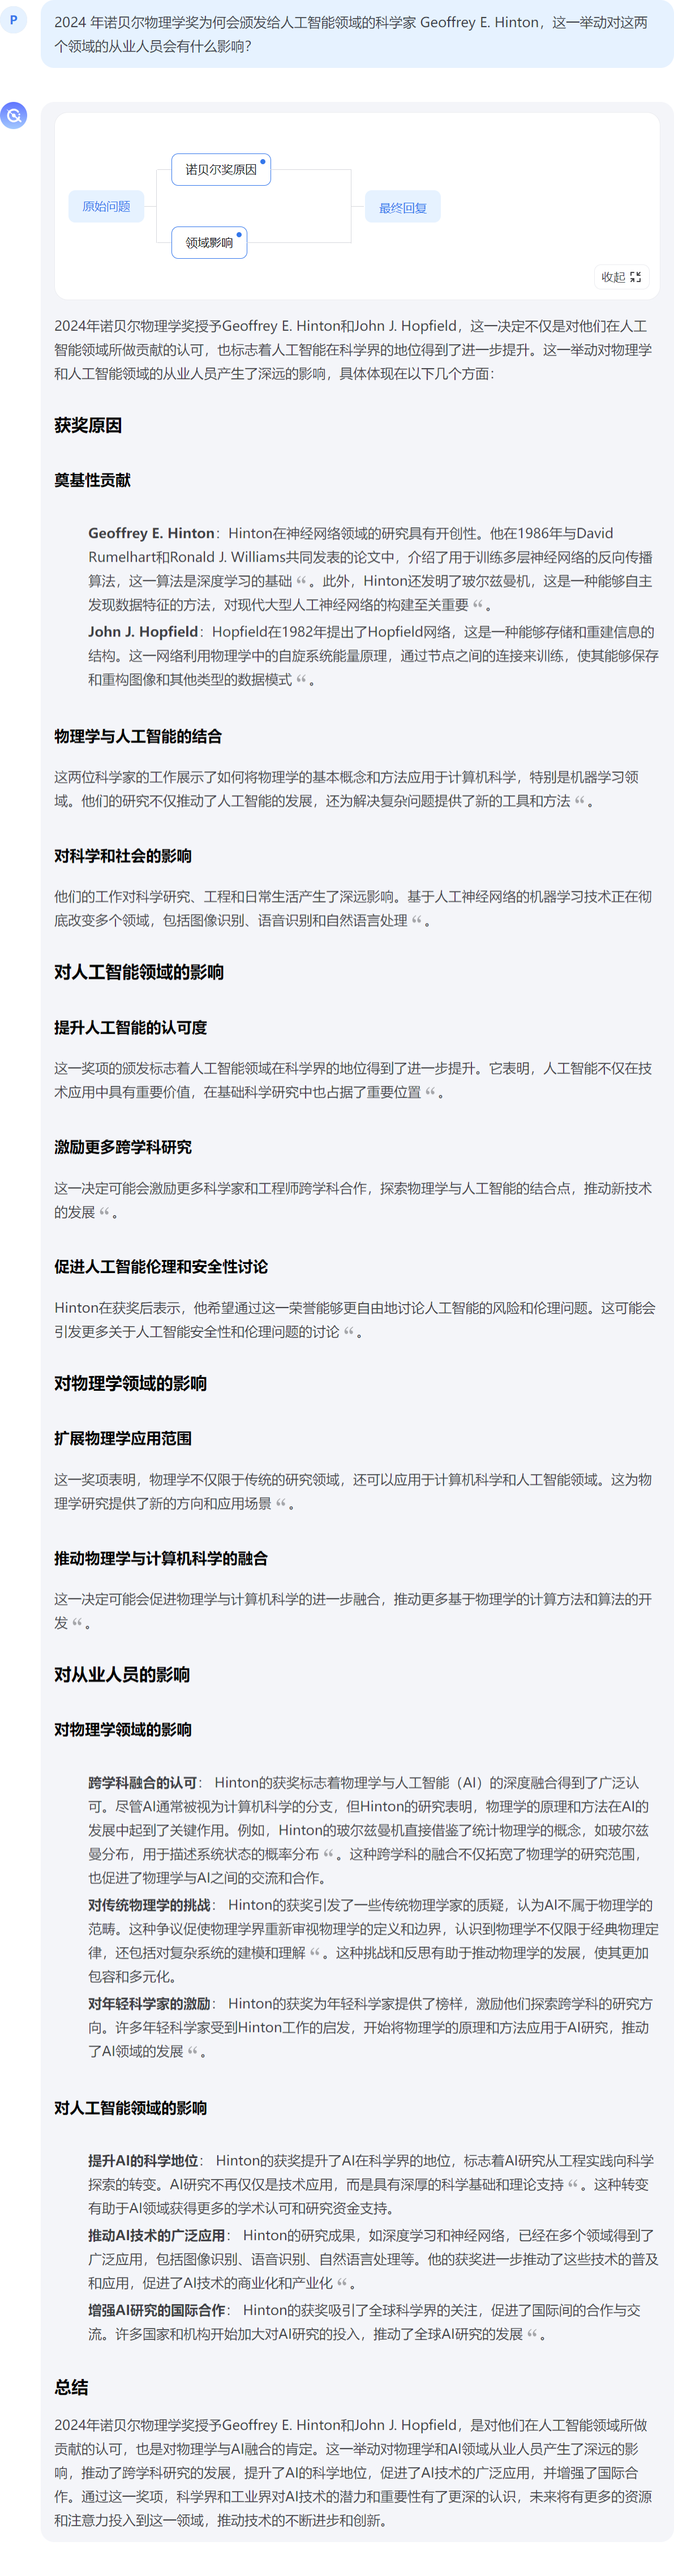 P
2024 年诺贝尔物理学奖为何会颁发给人工智能领域的科学家 Geoffrey E. Hinton，这一举动对这两
个领域的从业人员会有什么影响？
诺贝尔奖原因
原始问题
最终回复
领域影响
收起
2024年诺贝尔物理学奖授予Geoffrey E. Hinton和John J. Hopfield，这一决定不仅是对他们在人工
智能领域所做贡献的认可，也标志着人工智能在科学界的地位得到了进一步提升。这一举动对物理学
和人工智能领域的从业人员产生了深远的影响，具体体现在以下几个方面：
获奖原因
奠基性贡献
Geoffrey E. Hinton：Hinton在神经网络领域的研究具有开创性。他在1986年与David
Rumelhart和Ronald J. Williams共同发表的论文中，介绍了用于训练多层神经网络的反向传播
算法，这一算法是深度学习的基础“。此外，Hinton还发明了玻尔兹曼机，这是一种能够自主
发现数据特征的方法，对现代大型人工神经网络的构建至关重要“。
John J. Hopfield：Hopfield在1982年提出了Hopfield网络，这是一种能够存储和重建信息的
结构。这一网络利用物理学中的自旋系统能量原理，通过节点之间的连接来训练，使其能够保存
和重构图像和其他类型的数据模式“。
物理学与人工智能的结合
这两位科学家的工作展示了如何将物理学的基本概念和方法应用于计算机科学，特别是机器学习领
域。他们的研究不仅推动了人工智能的发展，还为解决复杂问题提供了新的工具和方法“。
对科学和社会的影响
他们的工作对科学研究、工程和日常生活产生了深远影响。基于人工神经网络的机器学习技术正在彻
底改变多个领域，包括图像识别、语音识别和自然语言处理“。
对人工智能领域的影响
提升人工智能的认可度
这一奖项的颁发标志着人工智能领域在科学界的地位得到了进一步提升。它表明，人工智能不仅在技
术应用中具有重要价值，在基础科学研究中也占据了重要位置“。
激励更多跨学科研究
这一决定可能会激励更多科学家和工程师跨学科合作，探索物理学与人工智能的结合点，推动新技术
的发展“。
促进人工智能伦理和安全性讨论
Hinton在获奖后表示，他希望通过这一荣誉能够更自由地讨论人工智能的风险和伦理问题。这可能会
引发更多关于人工智能安全性和伦理问题的讨论“。
对物理学领域的影响
扩展物理学应用范围
这一奖项表明，物理学不仅限于传统的研究领域，还可以应用于计算机科学和人工智能领域。这为物
理学研究提供了新的方向和应用场景“。
推动物理学与计算机科学的融合
这一决定可能会促进物理学与计算机科学的进一步融合，推动更多基于物理学的计算方法和算法的开
发“。
对从业人员的影响
对物理学领域的影响
跨学科融合的认可： Hinton的获奖标志着物理学与人工智能（AI）的深度融合得到了广泛认
可。尽管AI通常被视为计算机科学的分支，但Hinton的研究表明，物理学的原理和方法在AI的
发展中起到了关键作用。例如，Hinton的玻尔兹曼机直接借鉴了统计物理学的概念，如玻尔兹
曼分布，用于描述系统状态的概率分布“。这种跨学科的融合不仅拓宽了物理学的研究范围，
也促进了物理学与AI之间的交流和合作。
对传统物理学的挑战： Hinton的获奖引发了一些传统物理学家的质疑，认为AI不属于物理学的
范畴。这种争议促使物理学界重新审视物理学的定义和边界，认识到物理学不仅限于经典物理定
律，还包括对复杂系统的建模和理解“。这种挑战和反思有助于推动物理学的发展，使其更加
包容和多元化。
对年轻科学家的激励： Hinton的获奖为年轻科学家提供了榜样，激励他们探索跨学科的研究方
向。许多年轻科学家受到Hinton工作的启发，开始将物理学的原理和方法应用于AI研究，推动
了AI领域的发展“。
对人工智能领域的影响
提升AI的科学地位： Hinton的获奖提升了AI在科学界的地位，标志着AI研究从工程实践向科学
探索的转变。AI研究不再仅仅是技术应用，而是具有深厚的科学基础和理论支持“。这种转变
有助于AI领域获得更多的学术认可和研究资金支持。
推动AI技术的广泛应用： Hinton的研究成果，如深度学习和神经网络，已经在多个领域得到了
广泛应用，包括图像识别、语音识别、自然语言处理等。他的获奖进一步推动了这些技术的普及
和应用，促进了AI技术的商业化和产业化“。
增强AI研究的国际合作： Hinton的获奖吸引了全球科学界的关注，促进了国际间的合作与交
流。许多国家和机构开始加大对AI研究的投入，推动了全球AI研究的发展“。
总结
2024年诺贝尔物理学奖授予Geoffrey E. Hinton和John J. Hopfield，是对他们在人工智能领域所做
贡献的认可，也是对物理学与AI融合的肯定。这一举动对物理学和AI领域从业人员产生了深远的影
响，推动了跨学科研究的发展，提升了AI的科学地位，促进了AI技术的广泛应用，并增强了国际合
作。通过这一奖项，科学界和工业界对AI技术的潜力和重要性有了更深的认识，未来将有更多的资源
和注意力投入到这一领域，推动技术的不断进步和创新。